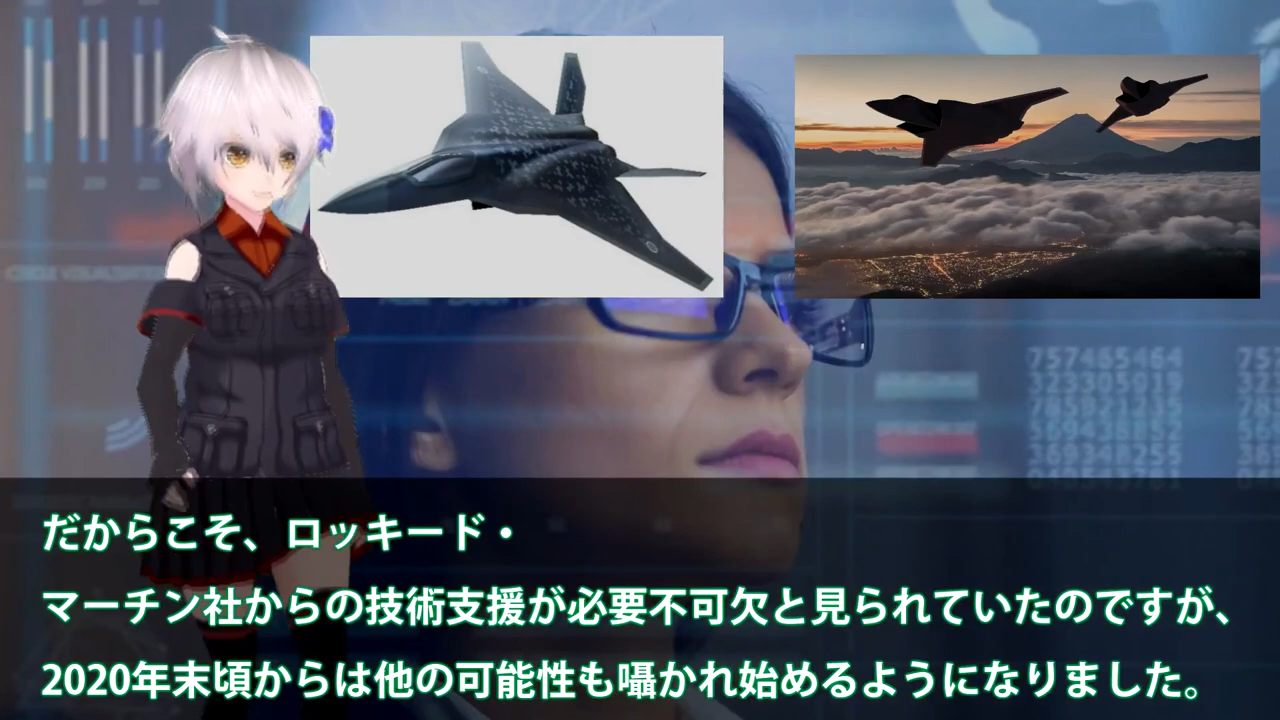 だからこそ、ロッキード・
マーチン社からの技術支援が必要不可欠と見られていたのですが、
2020年末頃からは他の可能性も囁かれ始めるようになりました。
757465464